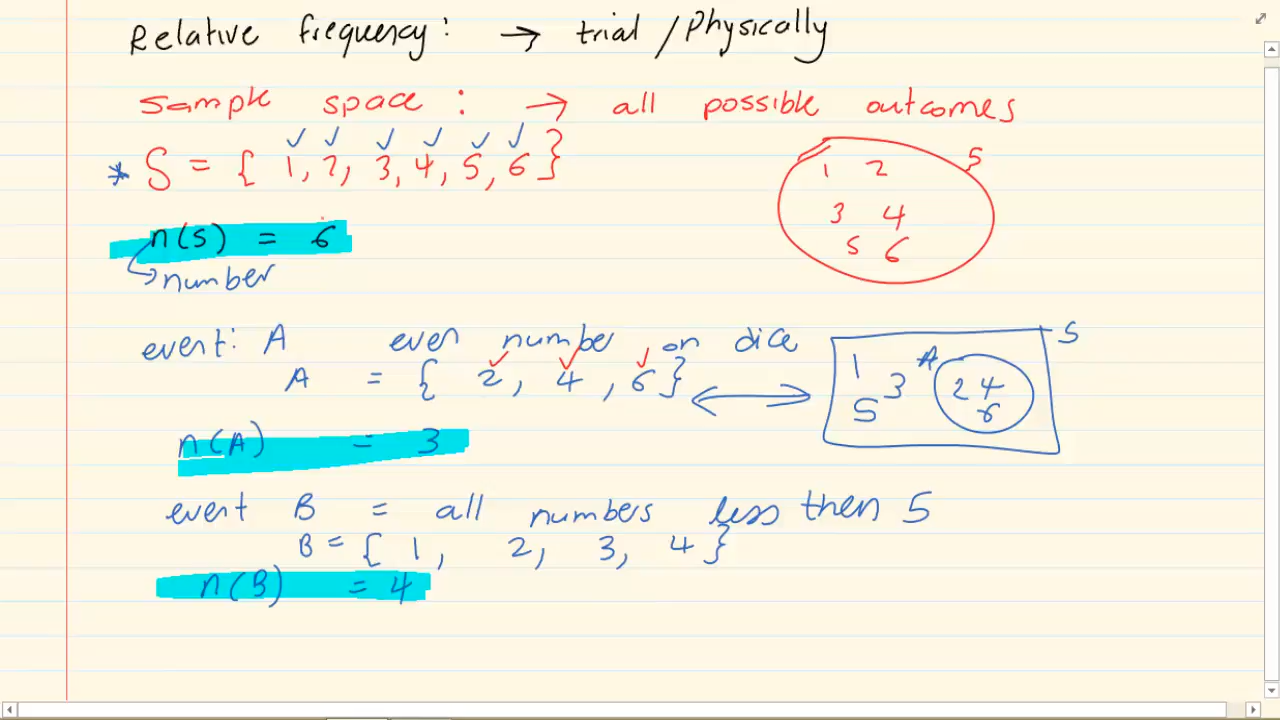 Relative frequency: → trial / Physically
Sample space: → all possible outcomes
* S = { 1, 2, 3, 4, 5, 6 }
S
1 2
3 4
5 6
n(S) = 6
number
event: A even number on dice
A = { 2, 4, 6 }
S
1 3 5
A
2 4
6
n(A) = 3
event B = all numbers less then 5
B = { 1, 2, 3, 4 }
n(B) = 4